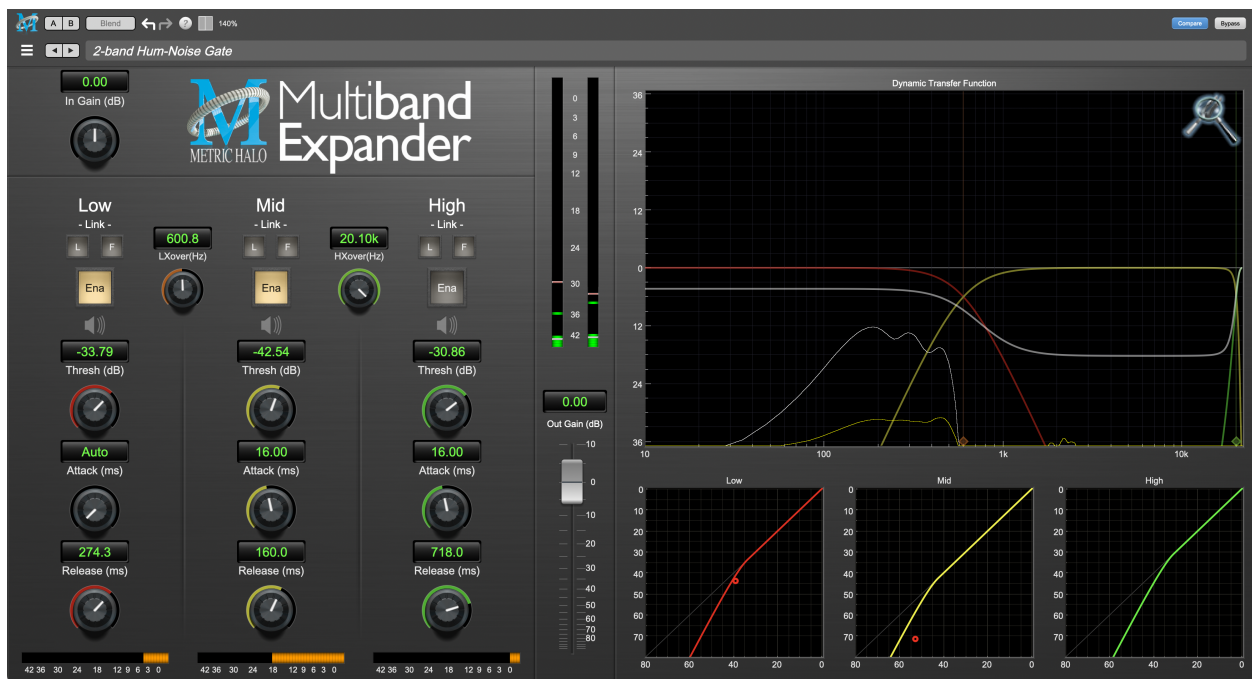 A B Blend ? 140% Compare Bypass
2-band Hum-Noise Gate
0.00
In Gain (dB)
METRIC HALO
Multiband
Expander
Low Mid High
- Link - - Link - - Link -
L F 600.8 L F 20.10k L F
LXover(Hz) HXover(Hz)
Ena Ena Ena
-33.79 -42.54 -30.86
Thresh (dB) Thresh (dB) Thresh (dB)
Auto 16.00 16.00
Attack (ms) Attack (ms) Attack (ms)
274.3 160.0 718.0
Release (ms) Release (ms) Release (ms)
42 36 30 24 18 12 9 6 3 0 42 36 30 24 18 12 9 6 3 0 42 36 30 24 18 12 9 6 3 0
0
3
6
9
12
18
24
30
36
42
0.00
Out Gain (dB)
10
0
10
20
30
40
50
60
70
80
Dynamic Transfer Function
36
24
12
0
12
24
36
10 100 1k 10k
Low Mid High
0 0 0
10 10 10
20 20 20
30 30 30
40 40 40
50 50 50
60 60 60
70 70 70
80 60 40 20 0 80 60 40 20 0 80 60 40 20 0